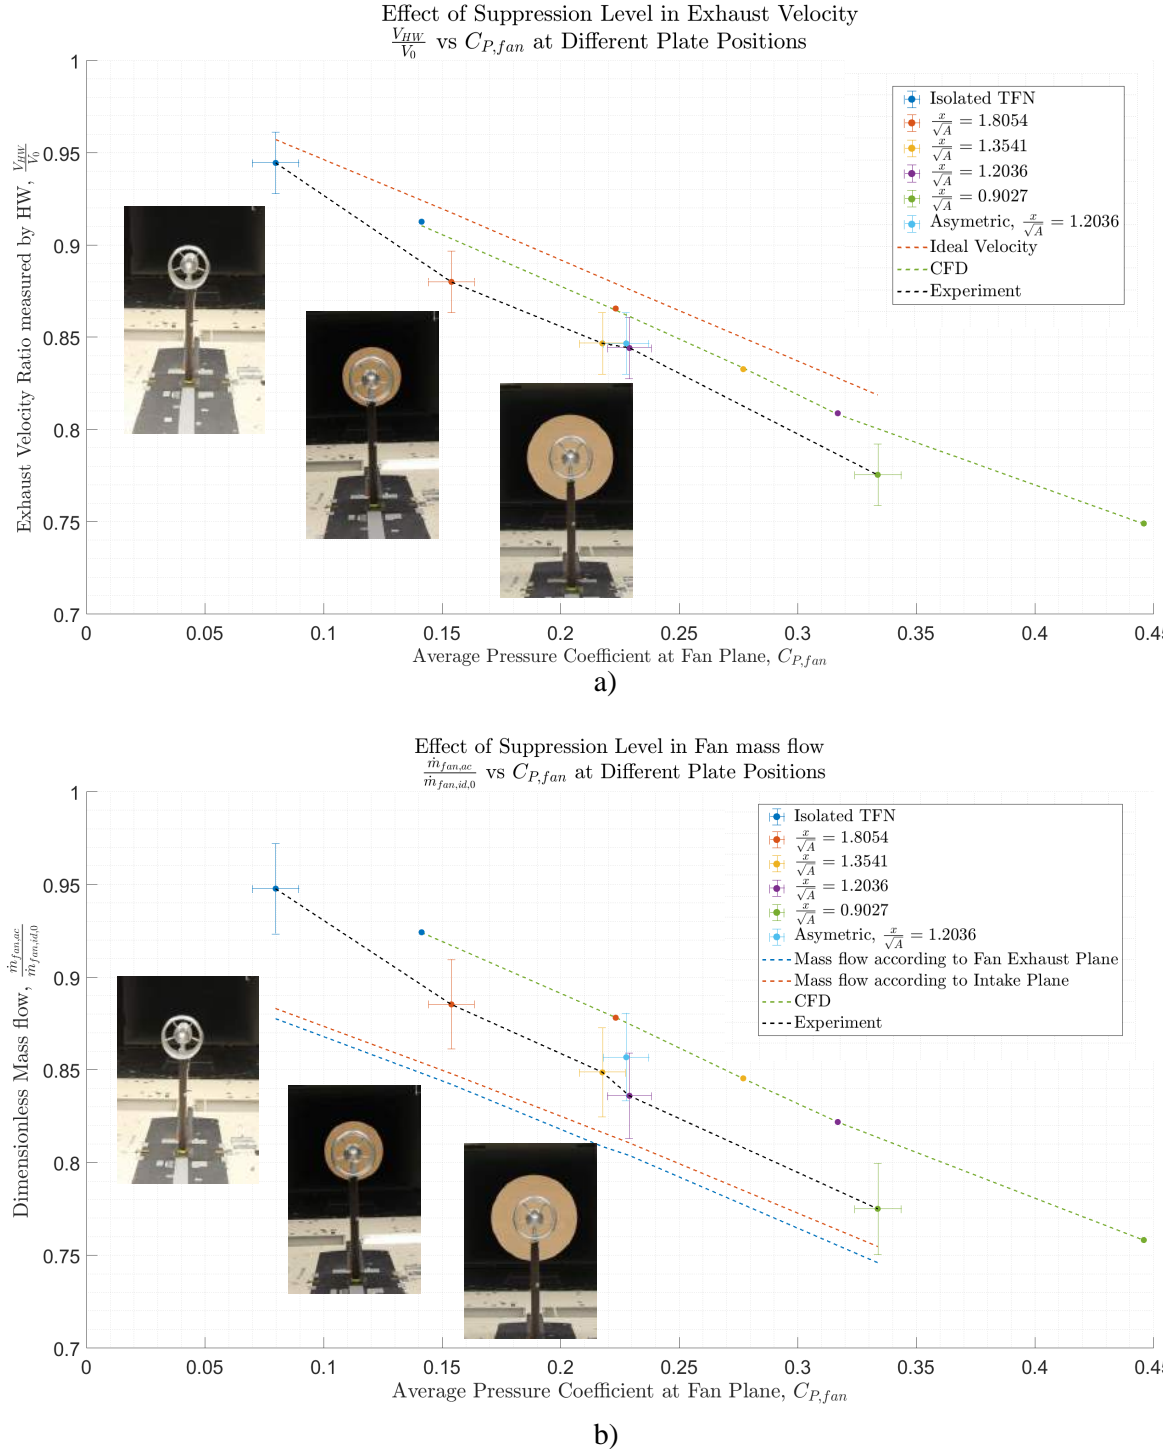 Effect of Suppression Level in Exhaust Velocity
V_HW/V_0 vs C_P,fan at Different Plate Positions
1
0.95
0.9
0.85
0.8
0.75
0.7
Exhaust Velocity Ratio measured by HW, V_HW/V_0
Isolated TFN
x/√A = 1.8054
x/√A = 1.3541
x/√A = 1.2036
x/√A = 0.9027
Asymetric, x/√A = 1.2036
Ideal Velocity
CFD
Experiment
0 0.05 0.1 0.15 0.2 0.25 0.3 0.35 0.4 0.45
Average Pressure Coefficient at Fan Plane, C_P,fan
a)
Effect of Suppression Level in Fan mass flow
ṁ_fan,ac/ṁ_fan,id,0 vs C_P,fan at Different Plate Positions
1
0.95
0.9
0.85
0.8
0.75
0.7
Dimensionless Mass flow, ṁ_fan,ac/ṁ_fan,id,0
Isolated TFN
x/√A = 1.8054
x/√A = 1.3541
x/√A = 1.2036
x/√A = 0.9027
Asymetric, x/√A = 1.2036
Mass flow according to Fan Exhaust Plane
Mass flow according to Intake Plane
CFD
Experiment
0 0.05 0.1 0.15 0.2 0.25 0.3 0.35 0.4 0.45
Average Pressure Coefficient at Fan Plane, C_P,fan
b)